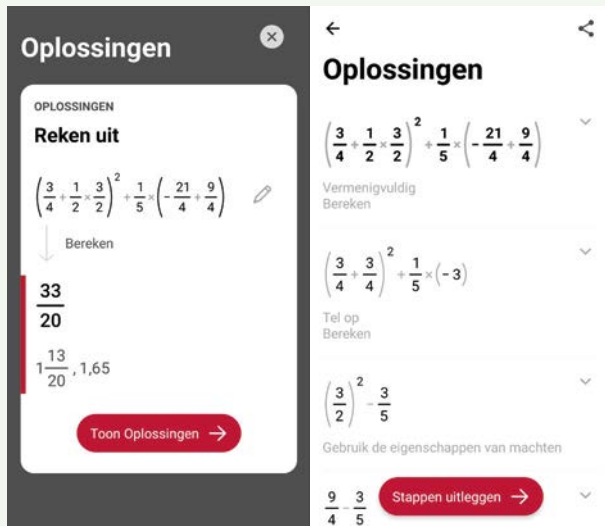 Oplossingen
OPLOSSINGEN
Reken uit
(3/4 + 1/2 × 3/2)² + 1/5 × (-21/4 + 9/4)
Bereken
33/20
1 13/20 , 1,65
Toon Oplossingen →
Oplossingen
(3/4 + 1/2 × 3/2)² + 1/5 × (-21/4 + 9/4)
Vermenigvuldig
Bereken
(3/4 + 3/4)² + 1/5 × (-3)
Tel op
Bereken
(3/2)² - 3/5
Gebruik de eigenschappen van machten
9/4 - 3/5
Stappen uitleggen →